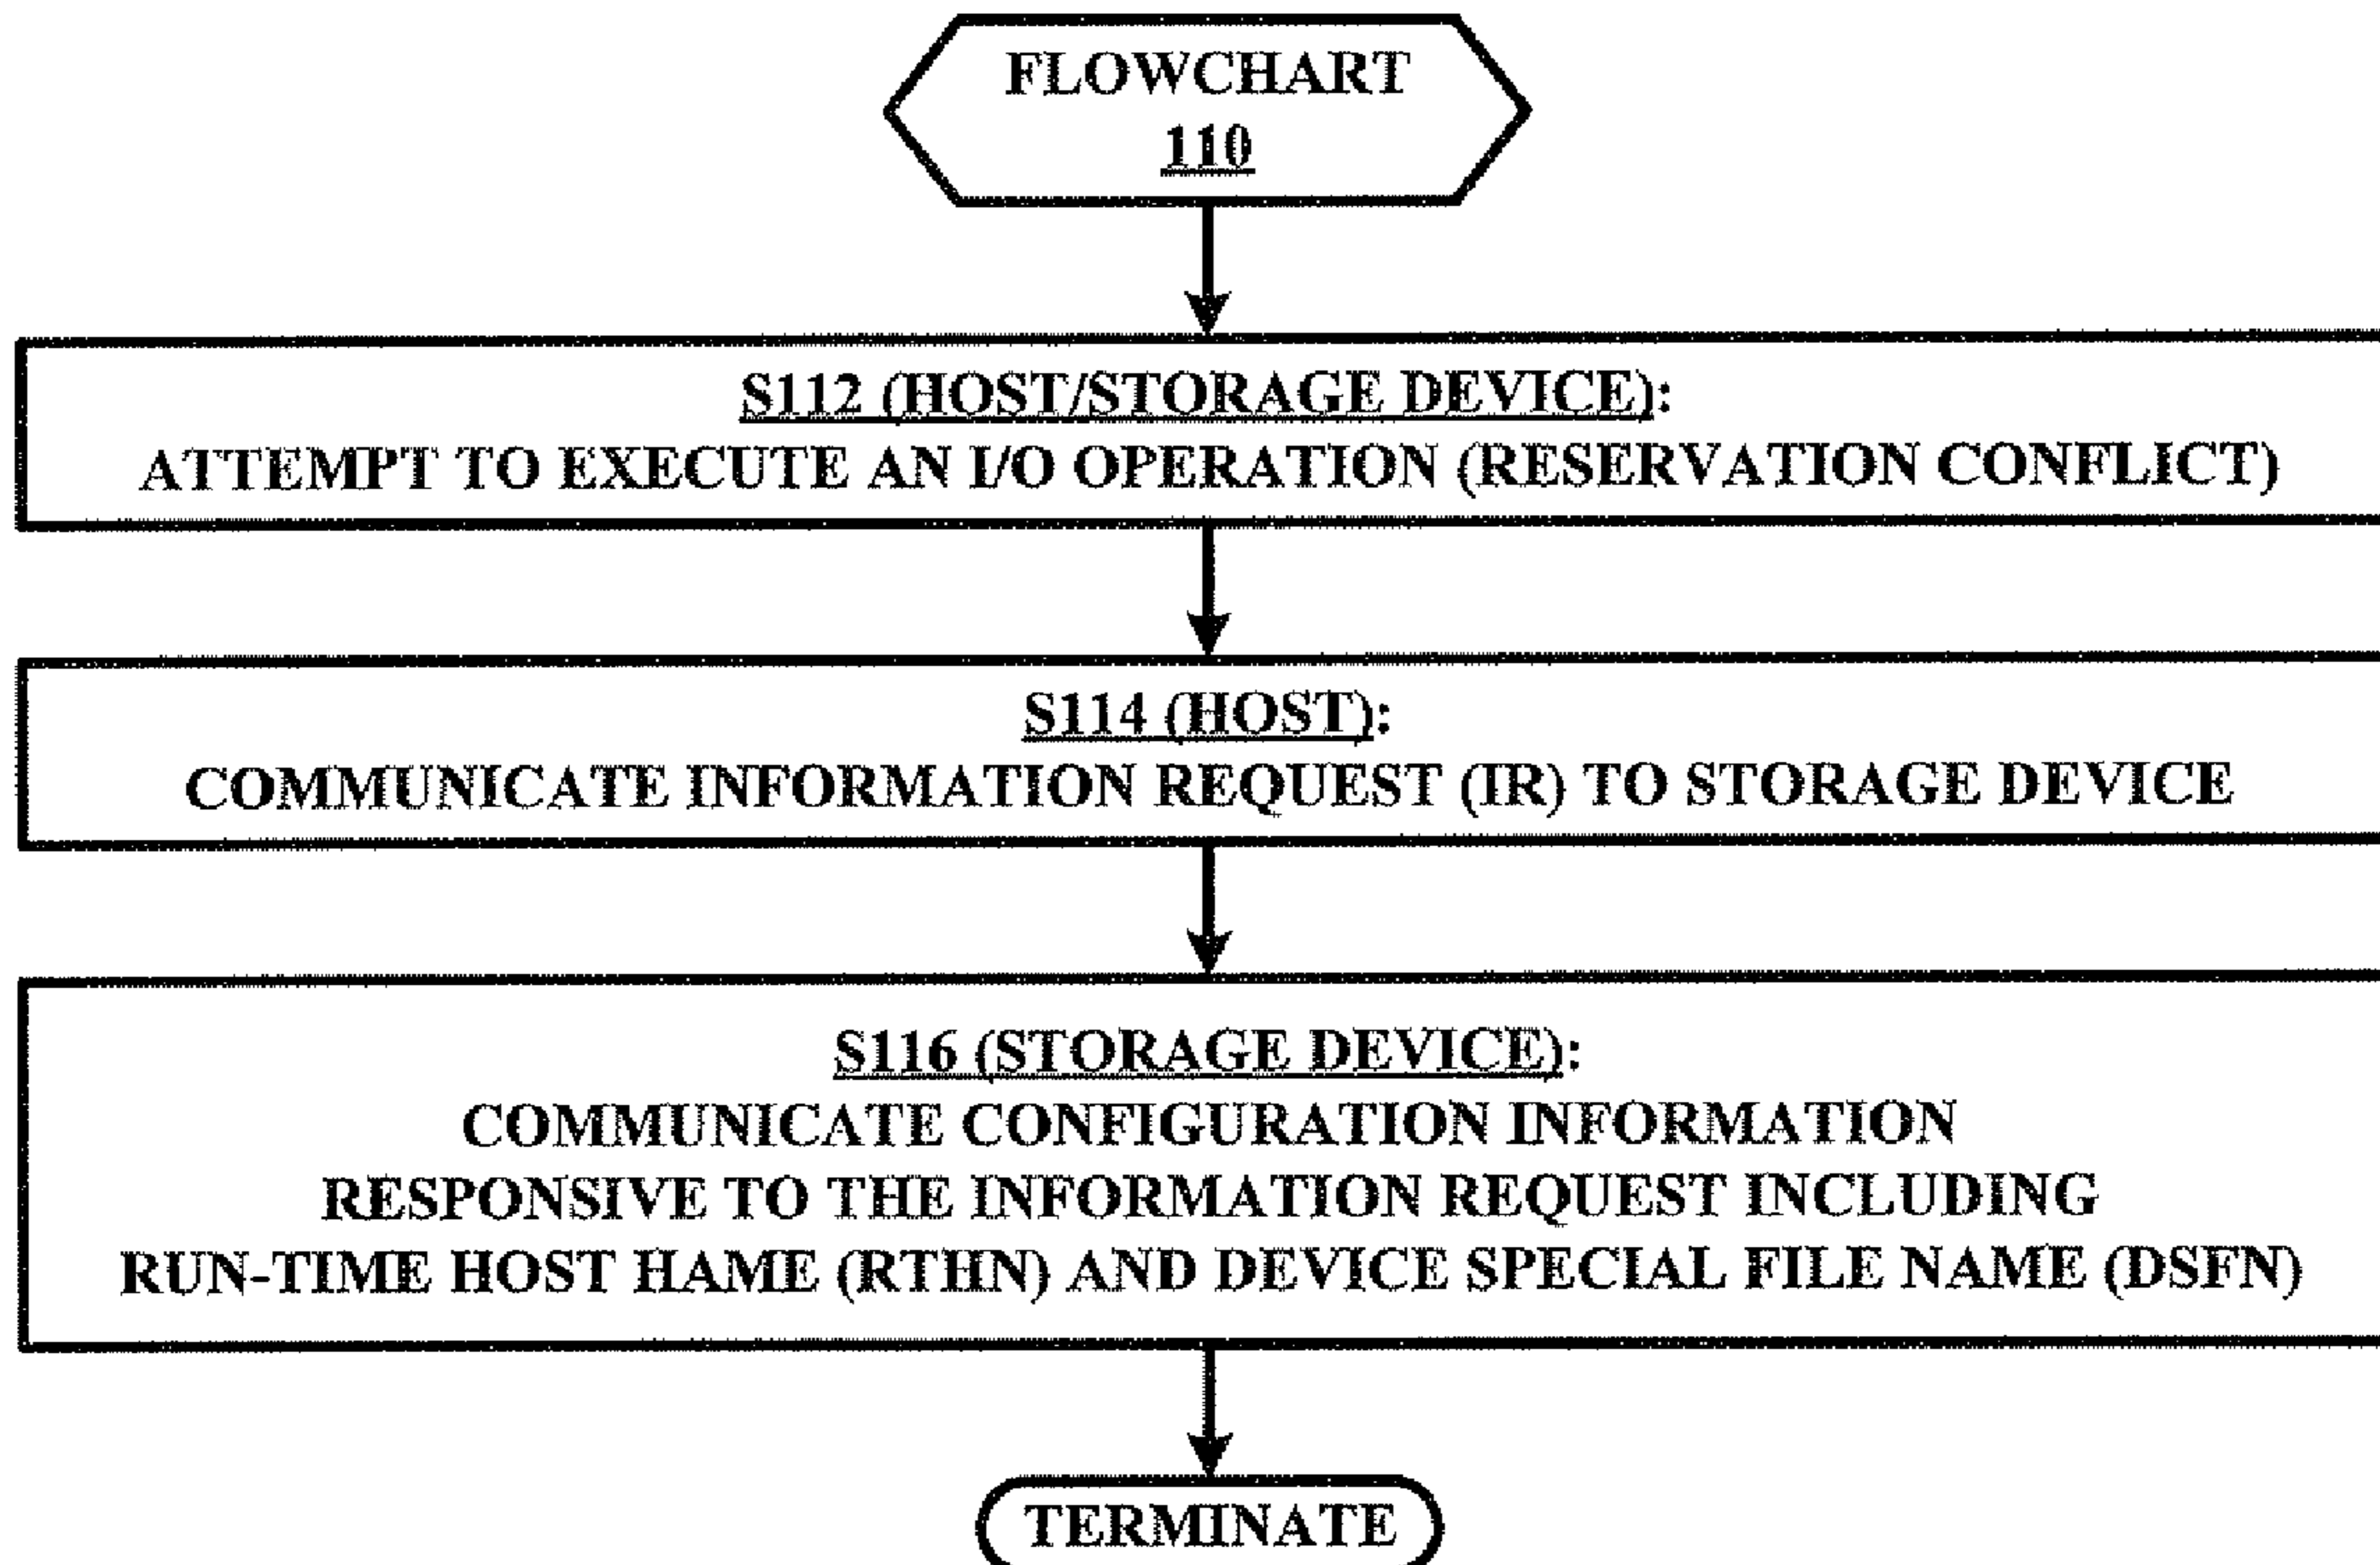 FLOWCHART
110
S112 (HOST/STORAGE DEVICE):
ATTEMPT TO EXECUTE AN I/O OPERATION (RESERVATION CONFLICT)
S114 (HOST):
COMMUNICATE INFORMATION REQUEST (IR) TO STORAGE DEVICE
S116 (STORAGE DEVICE):
COMMUNICATE CONFIGURATION INFORMATION
RESPONSIVE TO THE INFORMATION REQUEST INCLUDING
RUN-TIME HOST HAME (RTHN) AND DEVICE SPECIAL FILE NAME (DSFN)
TERMINATE